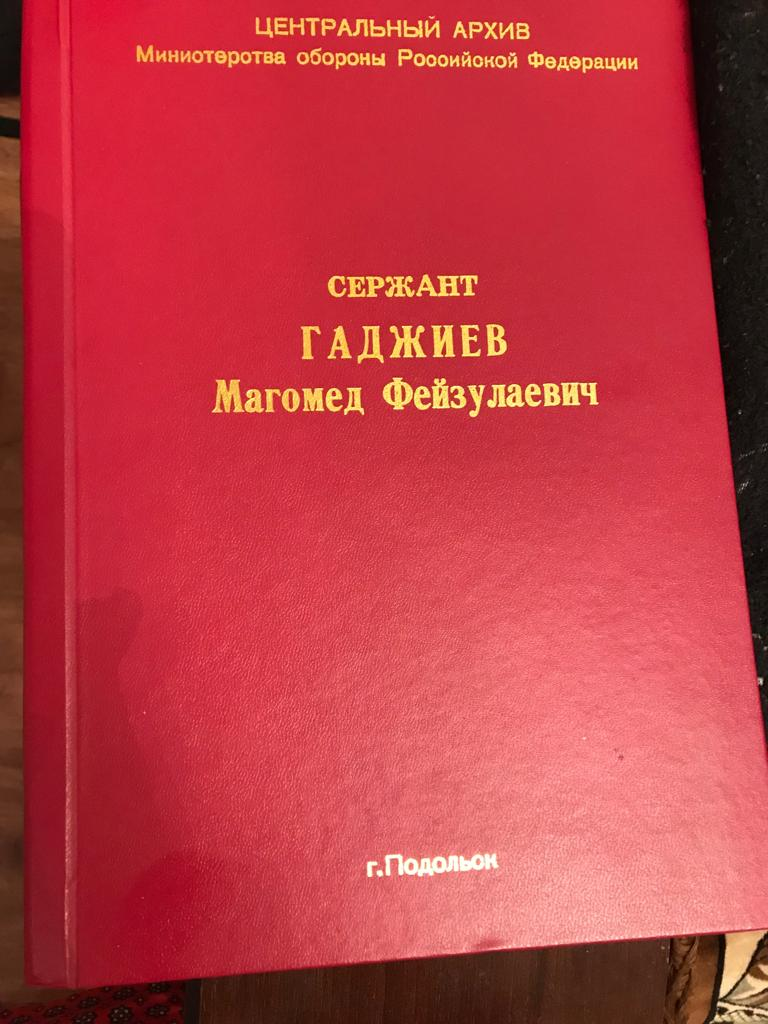 ЦЕНТРАЛЬНЫЙ АРХИВ
Министерства обороны Российской Федерации
СЕРЖАНТ
ГАДЖИЕВ
Магомед Фейзулаевич
г.Подольск